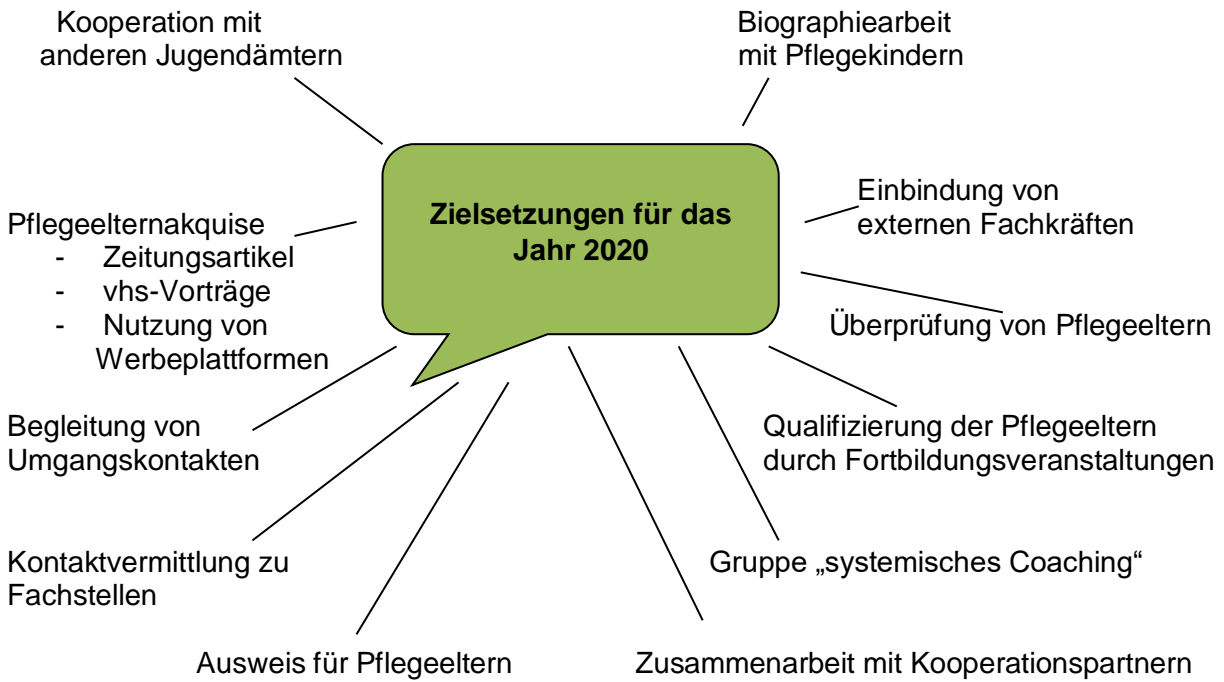 Kooperation mit
anderen Jugendämtern
Biographiearbeit
mit Pflegekindern
Zielsetzungen für das
Jahr 2020
Einbindung von
externen Fachkräften
Pflegeelternakquise
- Zeitungsartikel
- vhs-Vorträge
- Nutzung von
Werbeplattformen
Überprüfung von Pflegeeltern
Begleitung von
Umgangskontakten
Qualifizierung der Pflegeeltern
durch Fortbildungsveranstaltungen
Kontaktvermittlung zu
Fachstellen
Gruppe „systemisches Coaching“
Ausweis für Pflegeeltern
Zusammenarbeit mit Kooperationspartnern